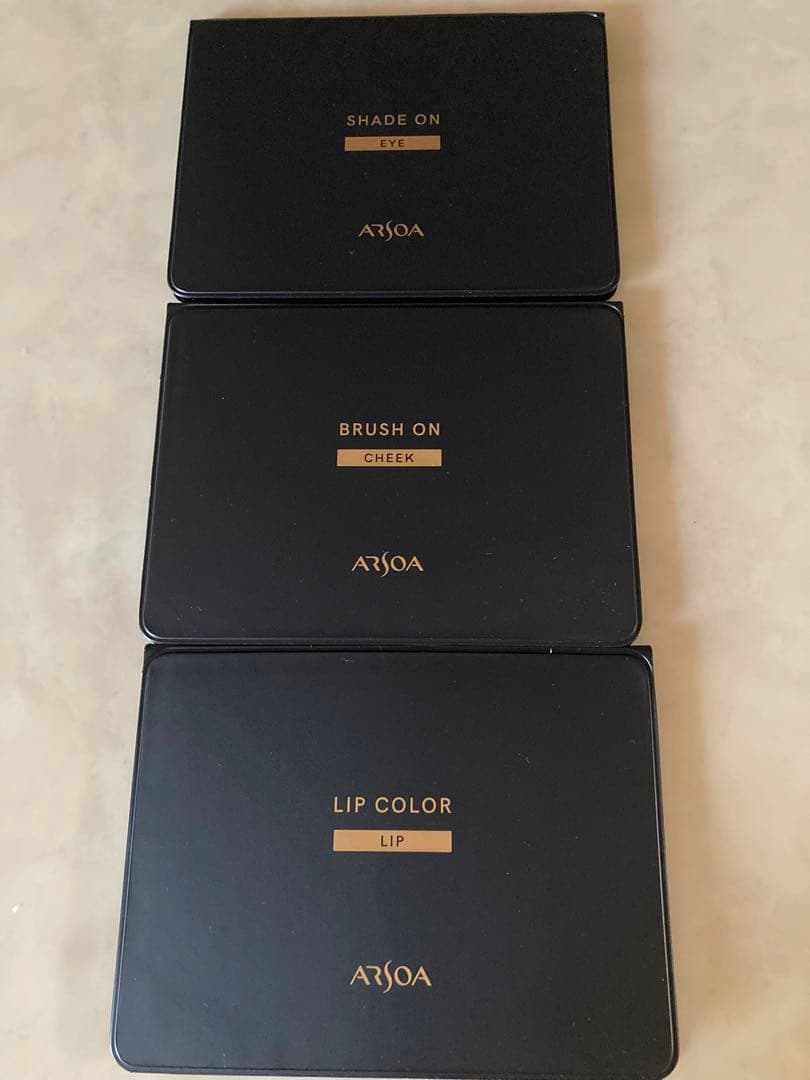 SHADE ON
EYE
ARSOA
BRUSH ON
CHEEK
ARSOA
LIP COLOR
LIP
ARSOA